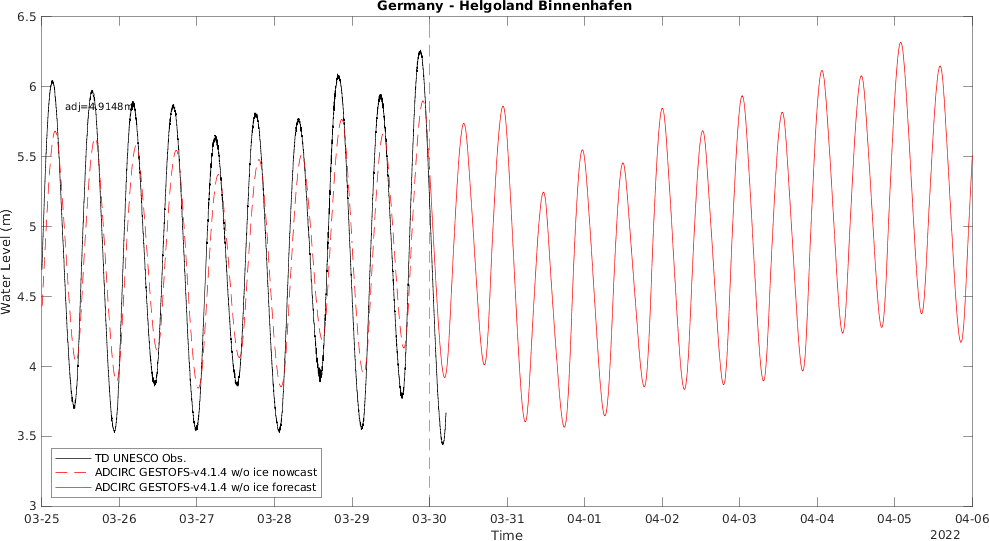 Germany - Helgoland Binnenhafen
6.5
6
5.5
5
4.5
4
3.5
3
Water Level (m)
adj=4.9148m
TD UNESCO Obs.
ADCIRC GESTOFS-v4.1.4 w/o ice nowcast
ADCIRC GESTOFS-v4.1.4 w/o ice forecast
03-25 03-26 03-27 03-28 03-29 03-30 03-31 04-01 04-02 04-03 04-04 04-05 04-06
Time
2022